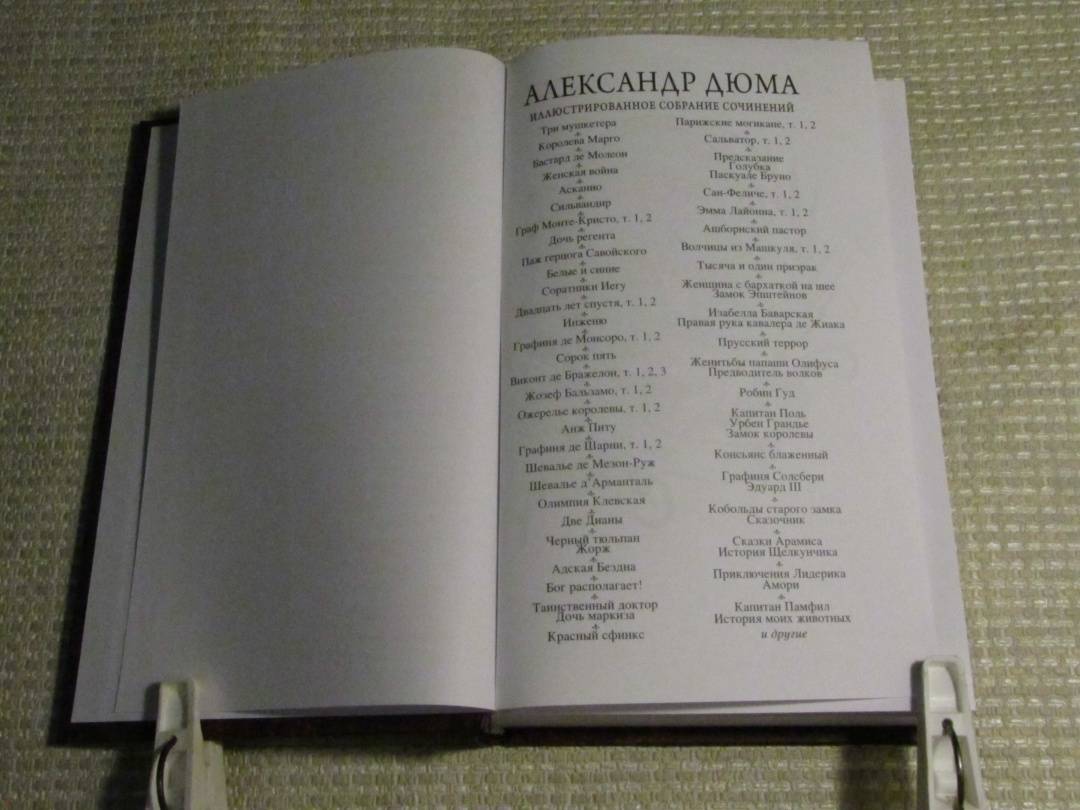 АЛЕКСАНДР ДЮМА
ИЛЛЮСТРИРОВАННОЕ СОБРАНИЕ СОЧИНЕНИЙ
Три мушкетера
Королева Марго
Бастард де Молеон
Женская война
Асканио
Сильвандир
Граф Монте-Кристо, т. 1, 2
Дочь регента
Паж герцога Савойского
Белые и синие
Соратники Иегу
Двадцать лет спустя, т. 1, 2
Инженю
Графиня де Монсоро, т. 1, 2
Сорок пять
Виконт де Бражелон, т. 1, 2, 3
Жозеф Бальзамо, т. 1, 2
Ожерелье королевы, т. 1, 2
Анж Питу
Графиня де Шарни, т. 1, 2
Шевалье де Мезон-Руж
Шевалье д'Арманталь
Олимпия Клевская
Две Дианы
Черный тюльпан
Жорж
Адская Бездна
Бог располагает!
Таинственный доктор
Дочь маркиза
Красный сфинкс
Парижские могикане, т. 1, 2
Сальватор, т. 1, 2
Предсказание
Голубка
Паскуале Бруно
Сан-Феличе, т. 1, 2
Эмма Лайонна, т. 1, 2
Ашборнский пастор
Волчицы из Машкуля, т. 1, 2
Тысяча и один призрак
Женщина с бархаткой на шее
Замок Эпштейнов
Изабелла Баварская
Правая рука кавалера де Жиака
Прусский террор
Женитьбы папаши Олифуса
Предводитель волков
Робин Гуд
Капитан Поль
Урбен Грандье
Замок королевы
Консьянс блаженный
Графиня Солсбери
Эдуард III
Кобольды старого замка
Сказочник
Сказки Арамиса
История Щелкунчика
Приключения Лидерика
Амори
Капитан Памфил
История моих животных
и другие